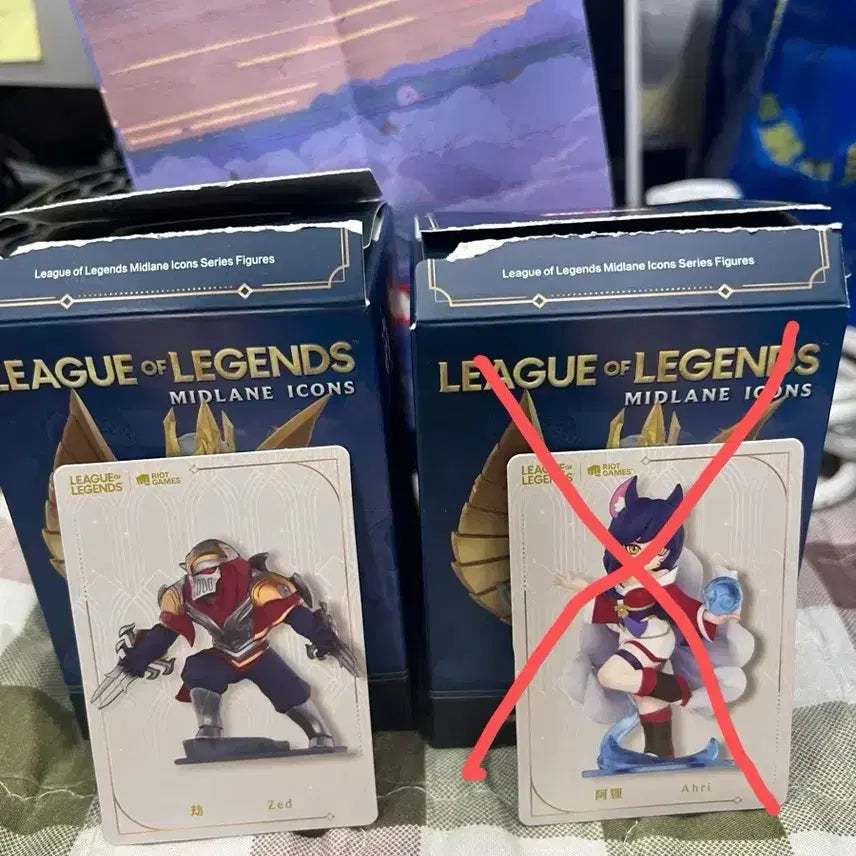 League of Legends Midlane Icons Series Figures
LEAGUE OF LEGENDS
MIDLANE ICONS
LEAGUE OF
LEGENDS
RIOT
GAMES
劫 Zed
League of Legends Midlane Icons Series Figures
LEAGUE OF LEGENDS
MIDLANE ICONS
LEAGUE OF
LEGENDS
RIOT
GAMES
阿狸 Ahri